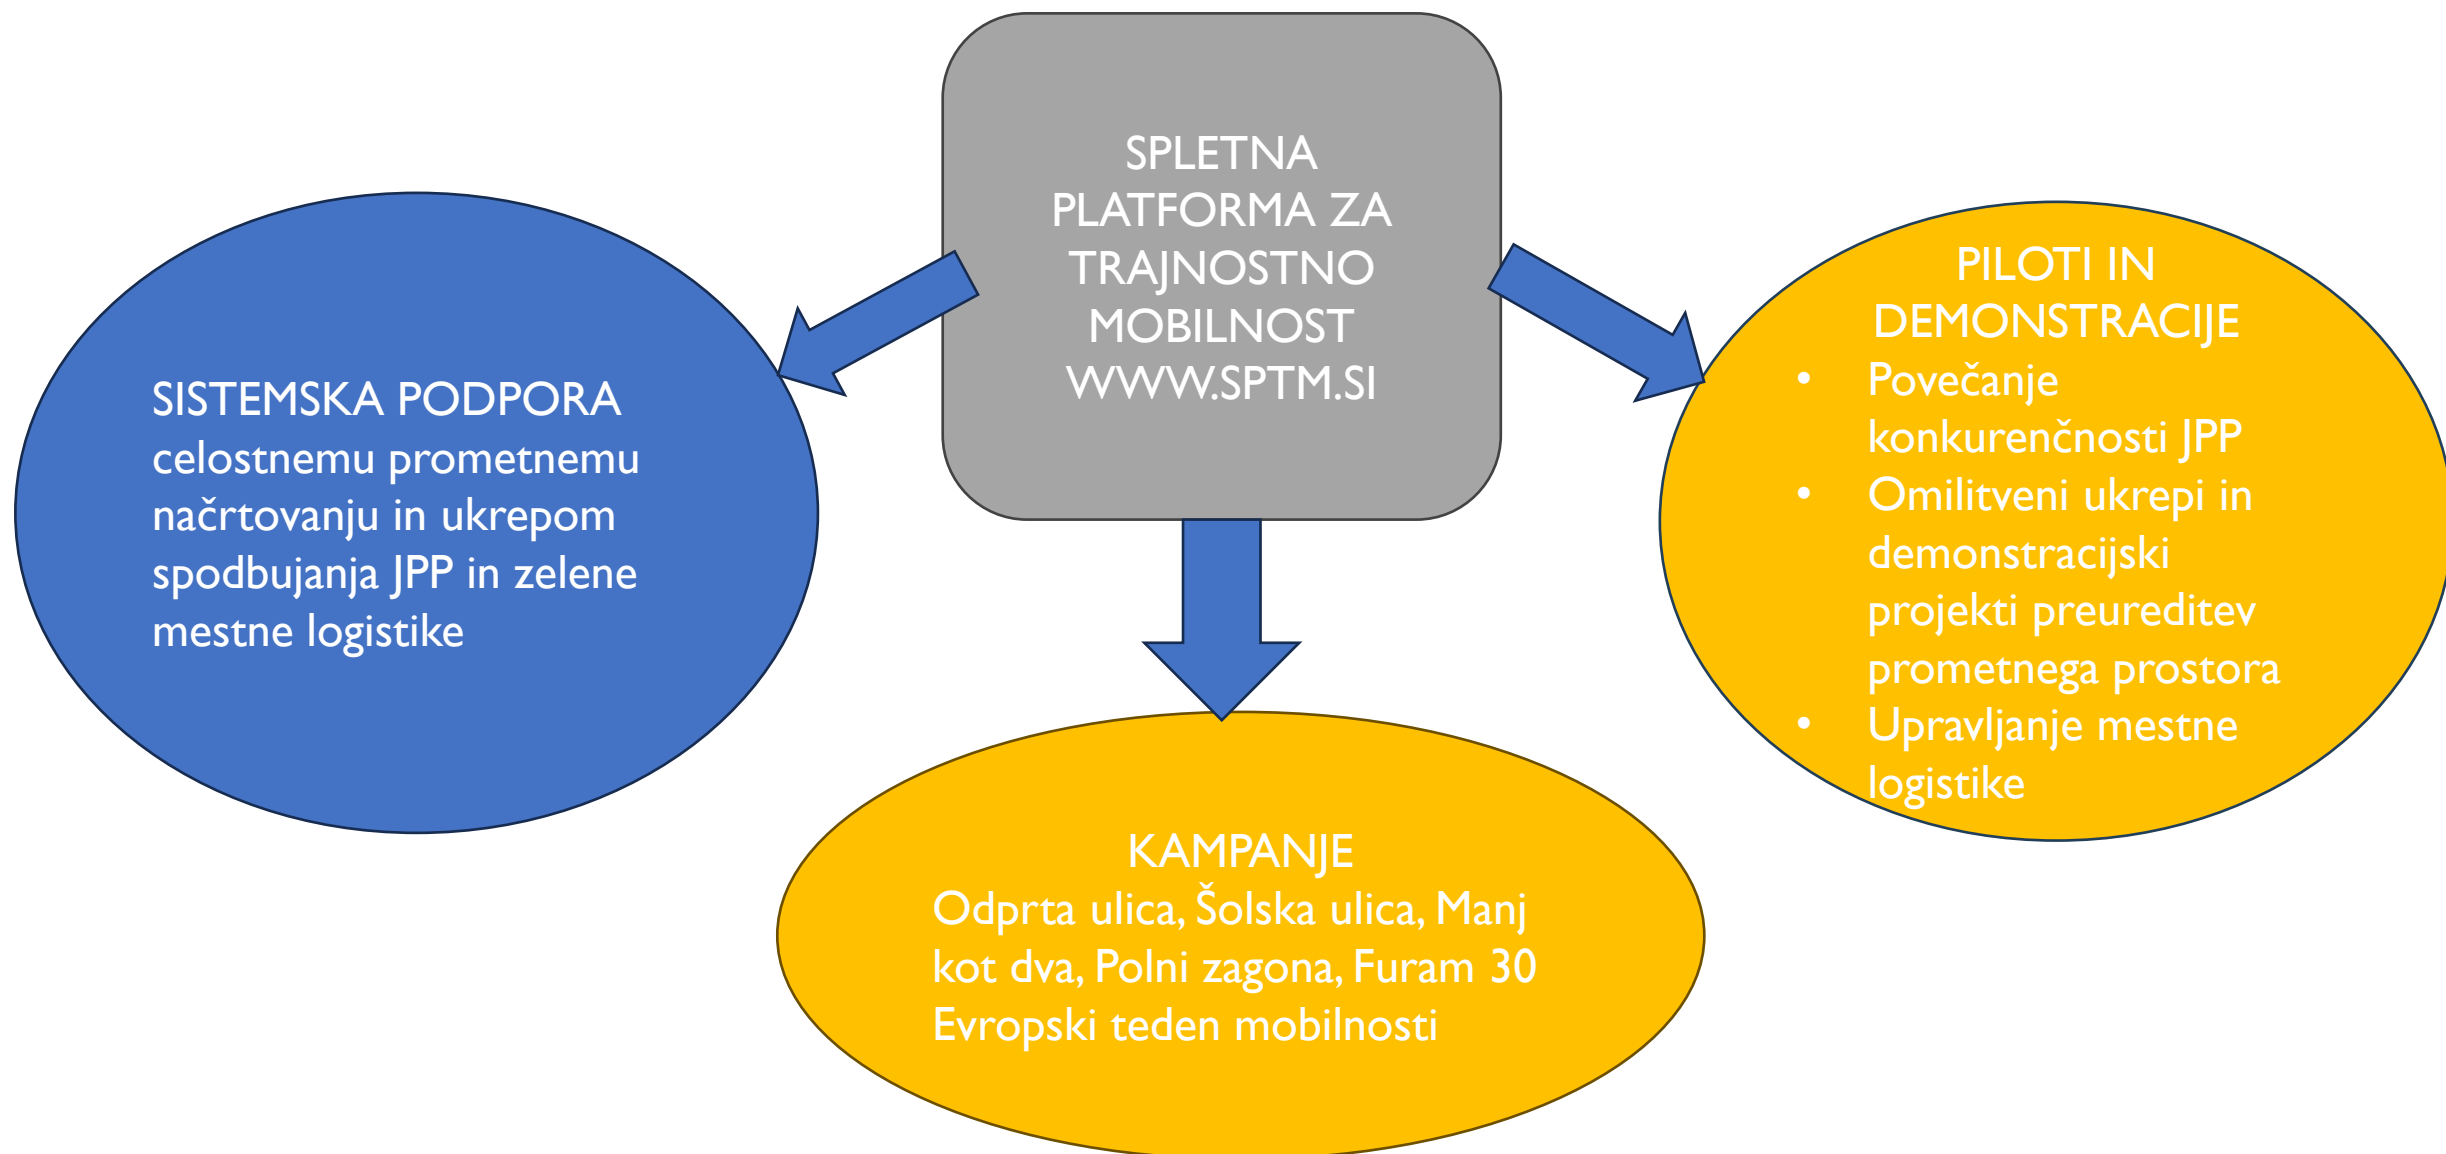 SPLETNA
PLATFORMA ZA
TRAJNOSTNO
MOBILNOST
WWW.SPTM.SI
SISTEMSKA PODPORA
celostnemu prometnemu
načrtovanju in ukrepom
spodbujanja JPP in zelene
mestne logistike
PILOTI IN
DEMONSTRACIJE
• Povečanje
konkurenčnosti JPP
• Omilitveni ukrepi in
demonstracijski
projekti preureditev
prometnega prostora
• Upravljanje mestne
logistike
KAMPANJE
Odprta ulica, Šolska ulica, Manj
kot dva, Polni zagona, Furam 30
Evropski teden mobilnosti